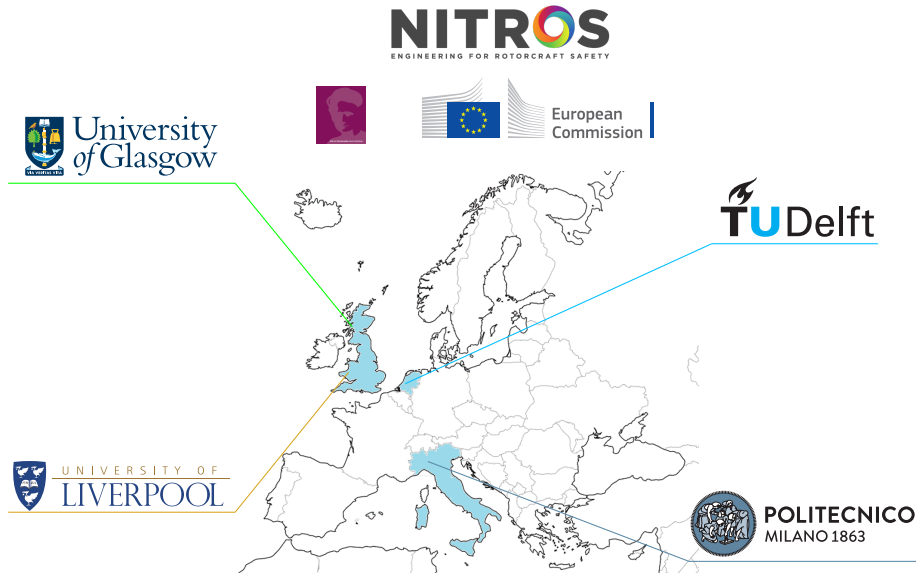 NITROS
ENGINEERING FOR ROTORCRAFT SAFETY
European
Commission
University
of Glasgow
VIA VERITAS VITA
TUDelft
UNIVERSITY OF
LIVERPOOL
POLITECNICO
MILANO 1863